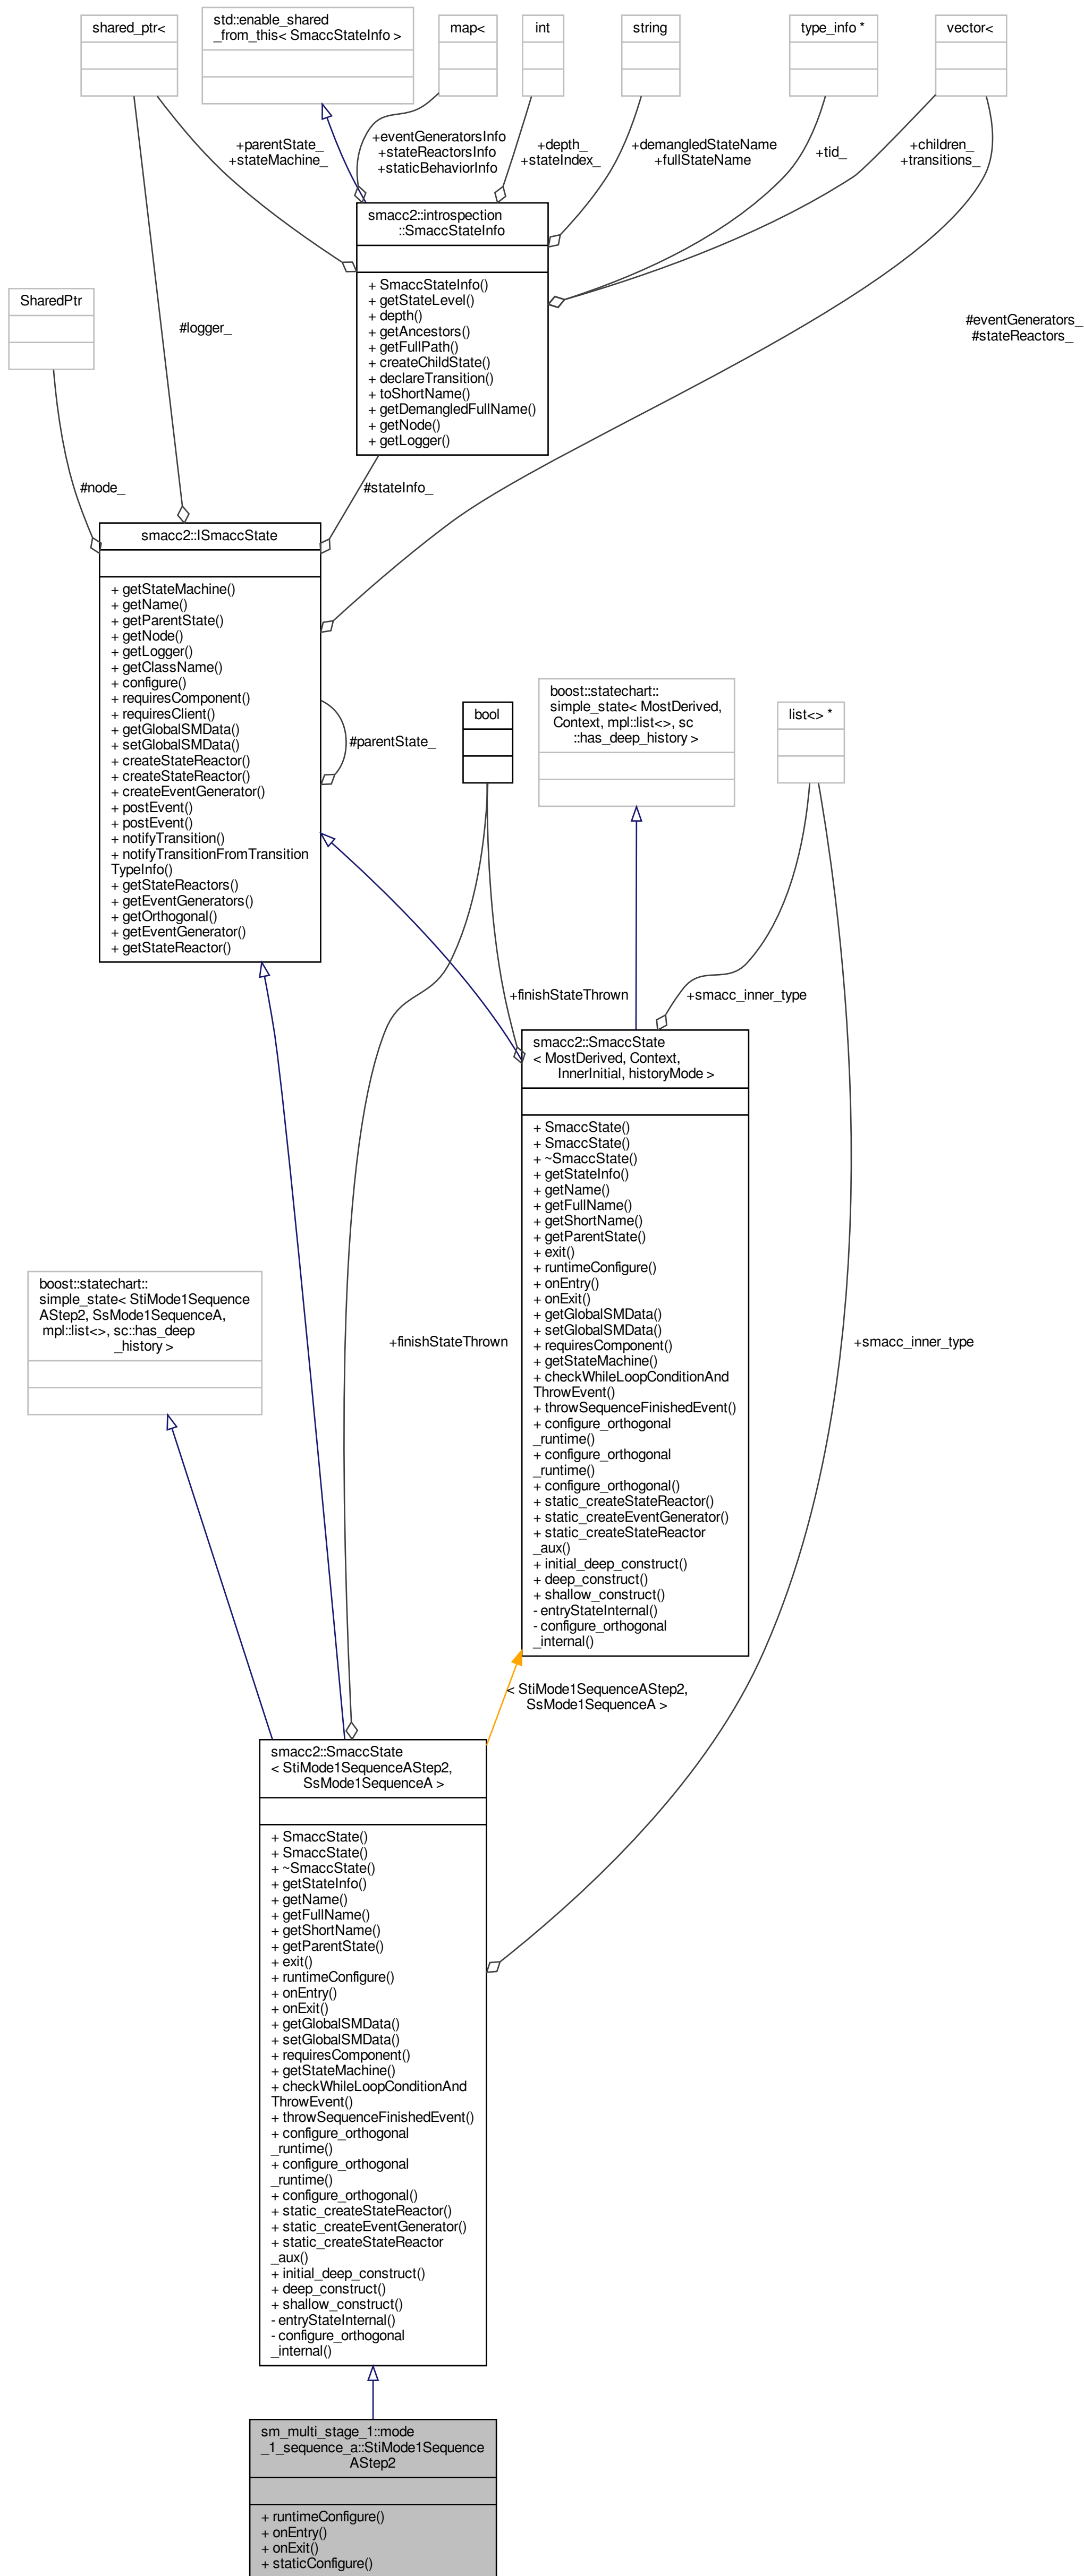 shared_ptr<
std::enable_shared
_from_this< SmaccStateInfo >
map<
int
string
type_info *
vector<
+parentState_
+stateMachine_
+eventGeneratorsInfo
+stateReactorsInfo
+staticBehaviorInfo
+depth_
+stateIndex_
+demangledStateName
+fullStateName
+tid_
+children_
+transitions_
smacc2::introspection
::SmaccStateInfo
+ SmaccStateInfo()
+ getStateLevel()
+ depth()
+ getAncestors()
+ getFullPath()
+ createChildState()
+ declareTransition()
+ toShortName()
+ getDemangledFullName()
+ getNode()
+ getLogger()
SharedPtr
#logger_
#eventGenerators_
#stateReactors_
#node_
#stateInfo_
smacc2::ISmaccState
+ getStateMachine()
+ getName()
+ getParentState()
+ getNode()
+ getLogger()
+ getClassName()
+ configure()
+ requiresComponent()
+ requiresClient()
+ getGlobalSMData()
+ setGlobalSMData()
+ createStateReactor()
+ createStateReactor()
+ createEventGenerator()
+ postEvent()
+ postEvent()
+ notifyTransition()
+ notifyTransitionFromTransition
TypeInfo()
+ getStateReactors()
+ getEventGenerators()
+ getOrthogonal()
+ getEventGenerator()
+ getStateReactor()
#parentState_
bool
boost::statechart::
simple_state< MostDerived,
Context, mpl::list<>, sc
::has_deep_history >
list<> *
+finishStateThrown
+smacc_inner_type
smacc2::SmaccState
< MostDerived, Context,
InnerInitial, historyMode >
+ SmaccState()
+ SmaccState()
+ ~SmaccState()
+ getStateInfo()
+ getName()
+ getFullName()
+ getShortName()
+ getParentState()
+ exit()
+ runtimeConfigure()
+ onEntry()
+ onExit()
+ getGlobalSMData()
+ setGlobalSMData()
+ requiresComponent()
+ getStateMachine()
+ checkWhileLoopConditionAnd
ThrowEvent()
+ throwSequenceFinishedEvent()
+ configure_orthogonal
_runtime()
+ configure_orthogonal
_runtime()
+ configure_orthogonal()
+ static_createStateReactor()
+ static_createEventGenerator()
+ static_createStateReactor
_aux()
+ initial_deep_construct()
+ deep_construct()
+ shallow_construct()
- entryStateInternal()
- configure_orthogonal
_internal()
boost::statechart::
simple_state< StiMode1Sequence
AStep2, SsMode1SequenceA,
mpl::list<>, sc::has_deep
_history >
+finishStateThrown
+smacc_inner_type
< StiMode1SequenceAStep2,
SsMode1SequenceA >
smacc2::SmaccState
< StiMode1SequenceAStep2,
SsMode1SequenceA >
+ SmaccState()
+ SmaccState()
+ ~SmaccState()
+ getStateInfo()
+ getName()
+ getFullName()
+ getShortName()
+ getParentState()
+ exit()
+ runtimeConfigure()
+ onEntry()
+ onExit()
+ getGlobalSMData()
+ setGlobalSMData()
+ requiresComponent()
+ getStateMachine()
+ checkWhileLoopConditionAnd
ThrowEvent()
+ throwSequenceFinishedEvent()
+ configure_orthogonal
_runtime()
+ configure_orthogonal
_runtime()
+ configure_orthogonal()
+ static_createStateReactor()
+ static_createEventGenerator()
+ static_createStateReactor
_aux()
+ initial_deep_construct()
+ deep_construct()
+ shallow_construct()
- entryStateInternal()
- configure_orthogonal
_internal()
sm_multi_stage_1::mode
_1_sequence_a::StiMode1Sequence
AStep2
+ runtimeConfigure()
+ onEntry()
+ onExit()
+ staticConfigure()